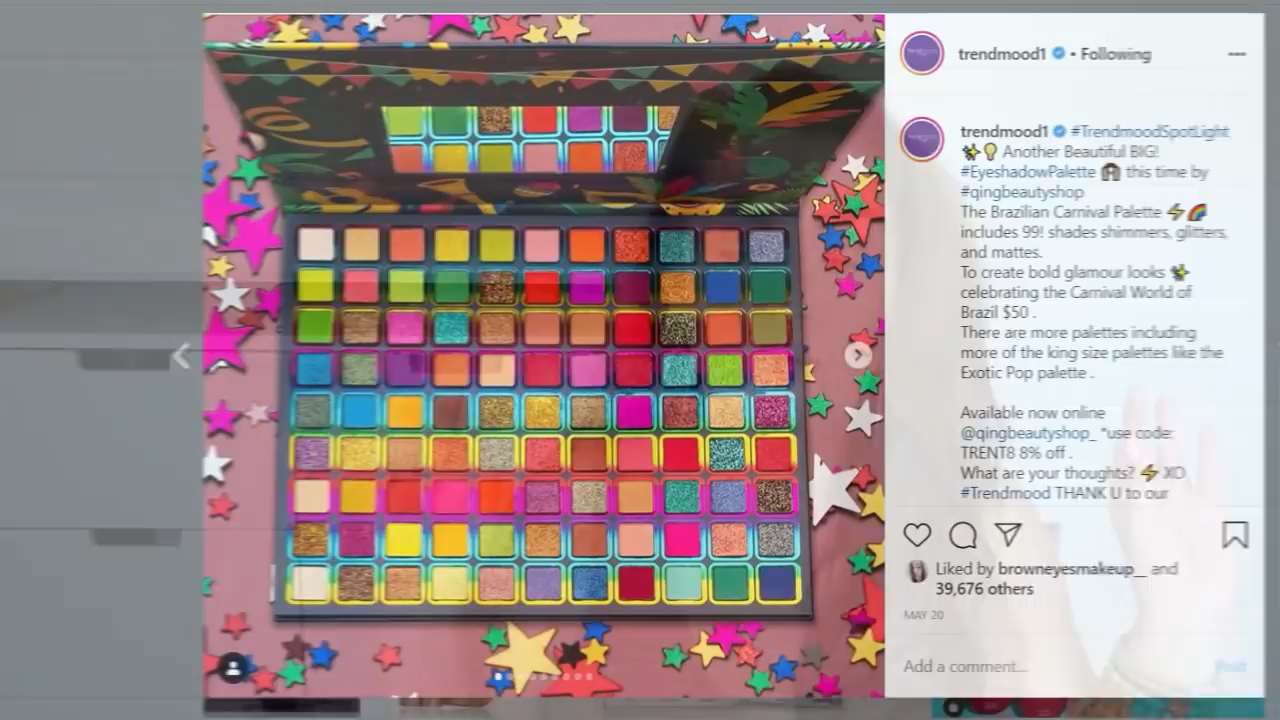 trendmood1 • Following
trendmood1 #TrendmoodSpotLight
✨💡 Another Beautiful BIG!
#EyeshadowPalette 🏟 this time by
#qingbeautyshop
The Brazilian Carnival Palette ⚡🌈
includes 99! shades shimmers, glitters,
and mattes.
To create bold glamour looks ✨
celebrating the Carnival World of
Brazil $50 .
There are more palettes including
more of the king size palettes like the
Exotic Pop palette .
Available now online
@qingbeautyshop_ *use code:
TRENT8 8% off .
What are your thoughts? ⚡ XO
#Trendmood THANK U to our
Liked by browneyesmakeup__ and
39,676 others
MAY 20
Add a comment...
Post